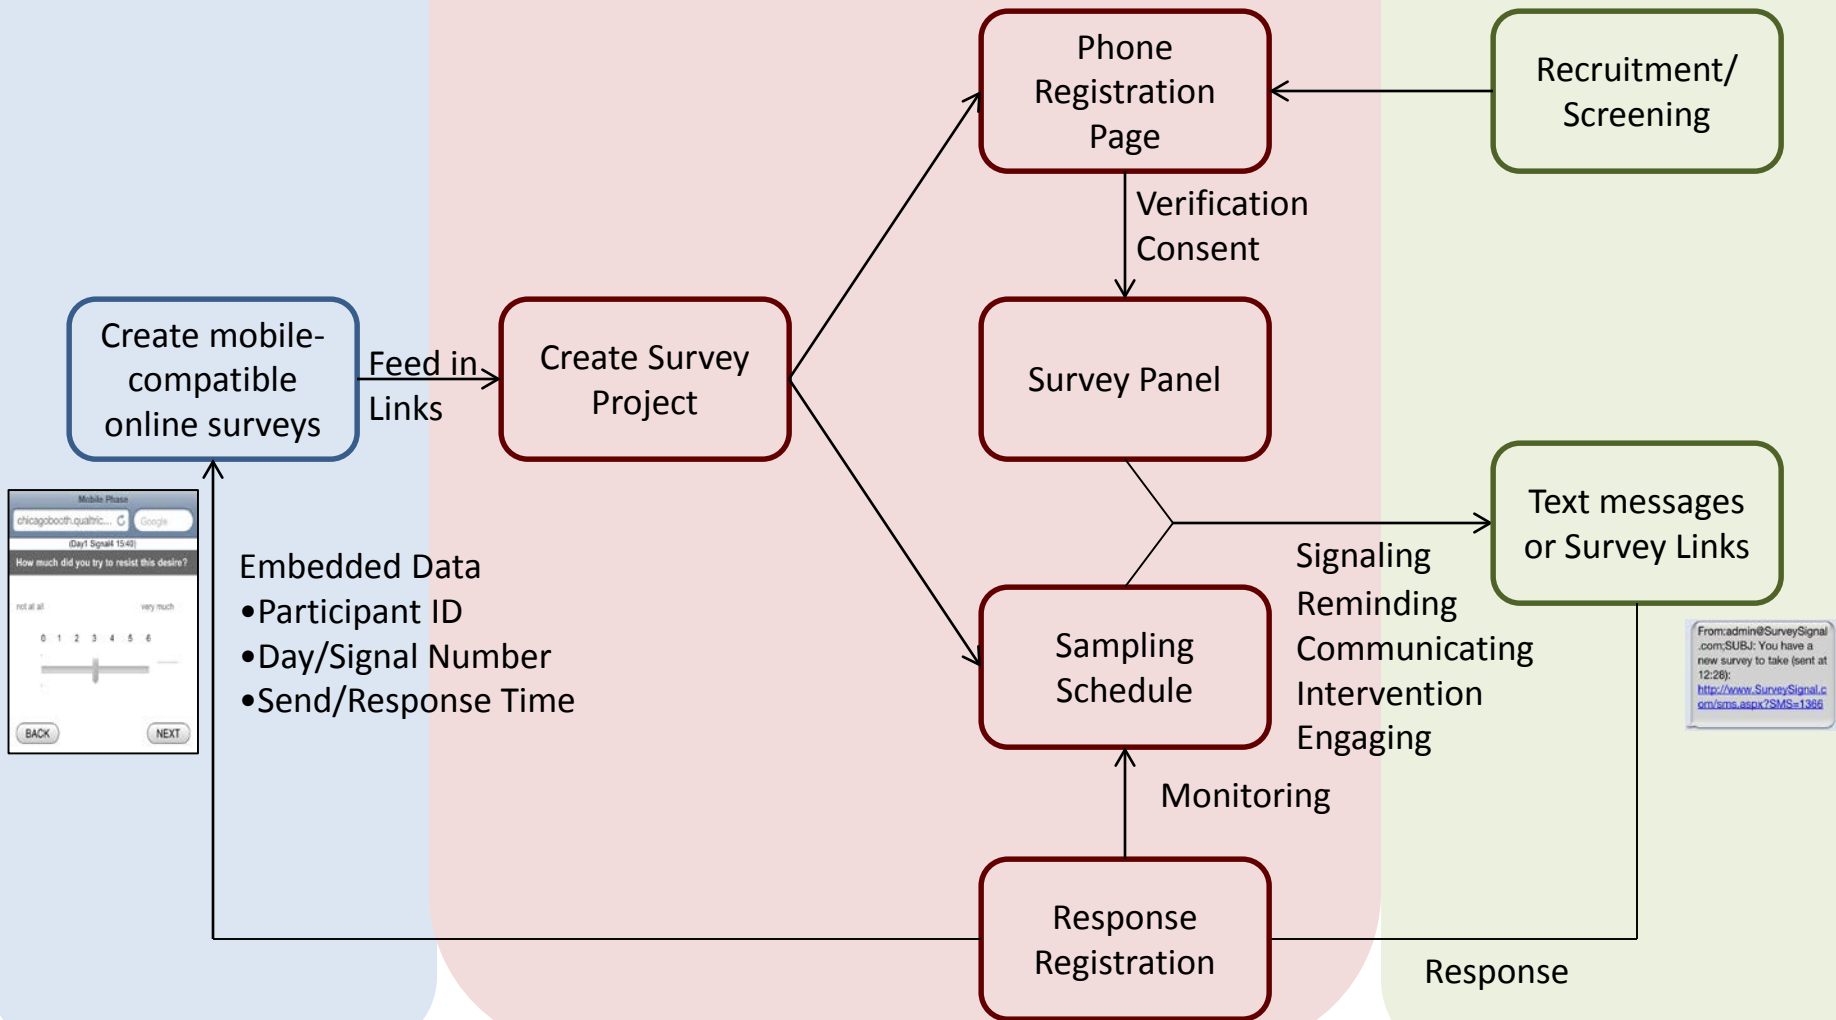 Phone
Registration
Page
Recruitment/
Screening
Verification
Consent
Create mobile-
compatible
online surveys
Feed in
Links
Create Survey
Project
Survey Panel
Text messages
or Survey Links
Mobile Phase
chicagobooth.qualtric... Google
(Day1 Signal4 15:40)
How much did you try to resist this desire?
not at all very much
0 1 2 3 4 5 6
BACK NEXT
Embedded Data
•Participant ID
•Day/Signal Number
•Send/Response Time
Sampling
Schedule
Signaling
Reminding
Communicating
Intervention
Engaging
From:admin@SurveySignal
.com;SUBJ: You have a
new survey to take (sent at
12:28):
http://www.SurveySignal.c
om/sms.aspx?SMS=1366
Monitoring
Response
Registration
Response